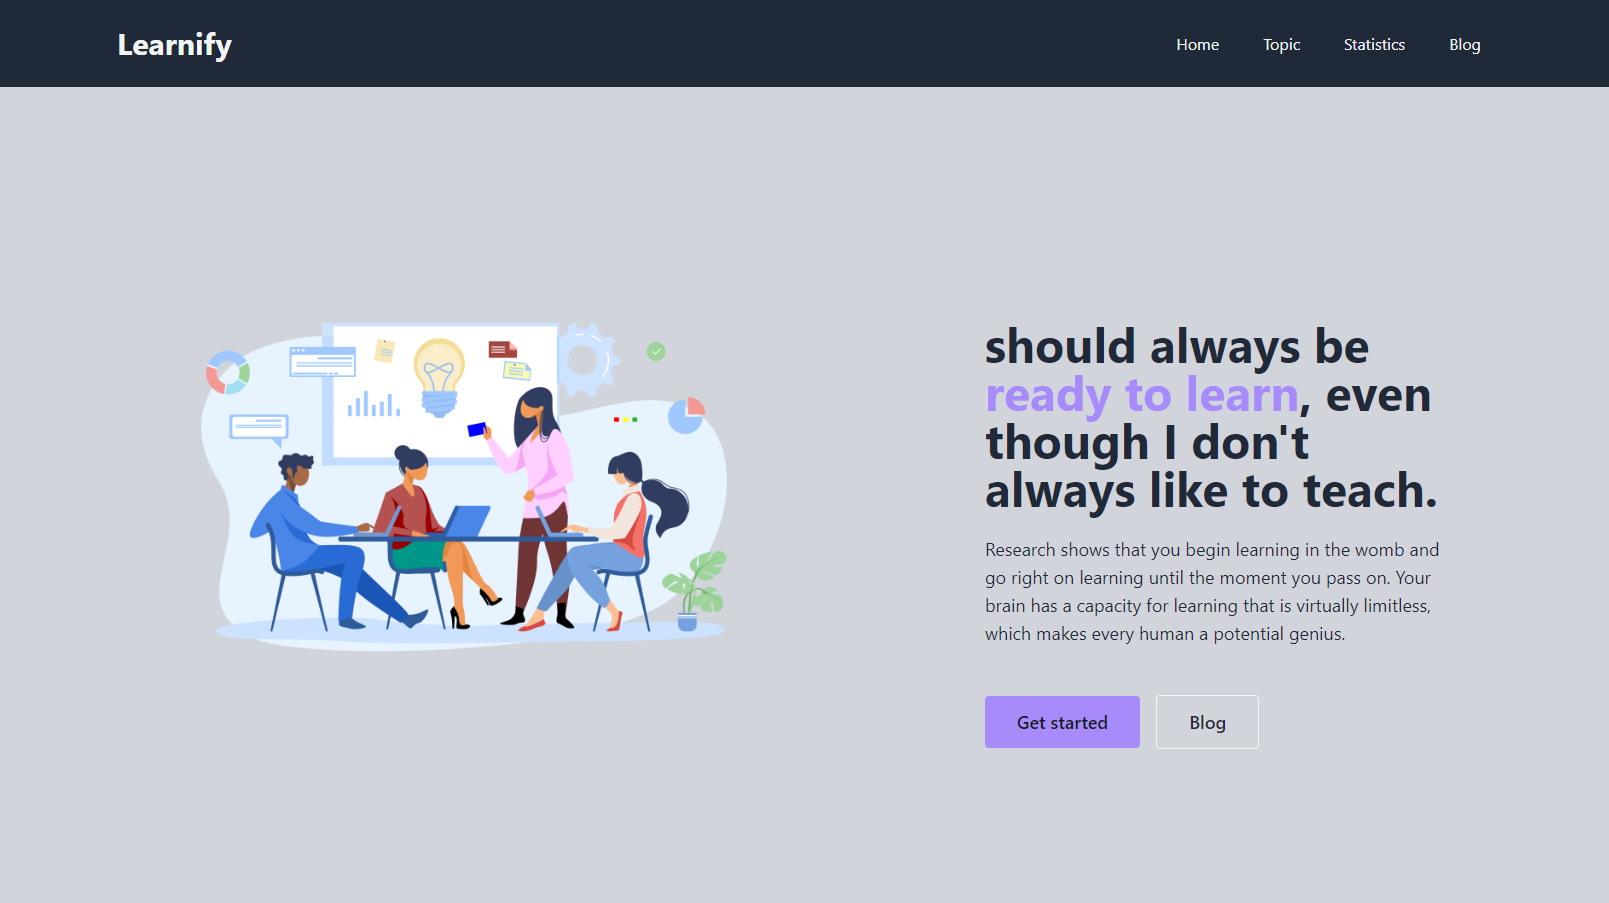 Learnify
Home
Topic
Statistics
Blog
should always be
ready to learn, even
though I don't
always like to teach.
Research shows that you begin learning in the womb and
go right on learning until the moment you pass on. Your
brain has a capacity for learning that is virtually limitless,
which makes every human a potential genius.
Get started
Blog